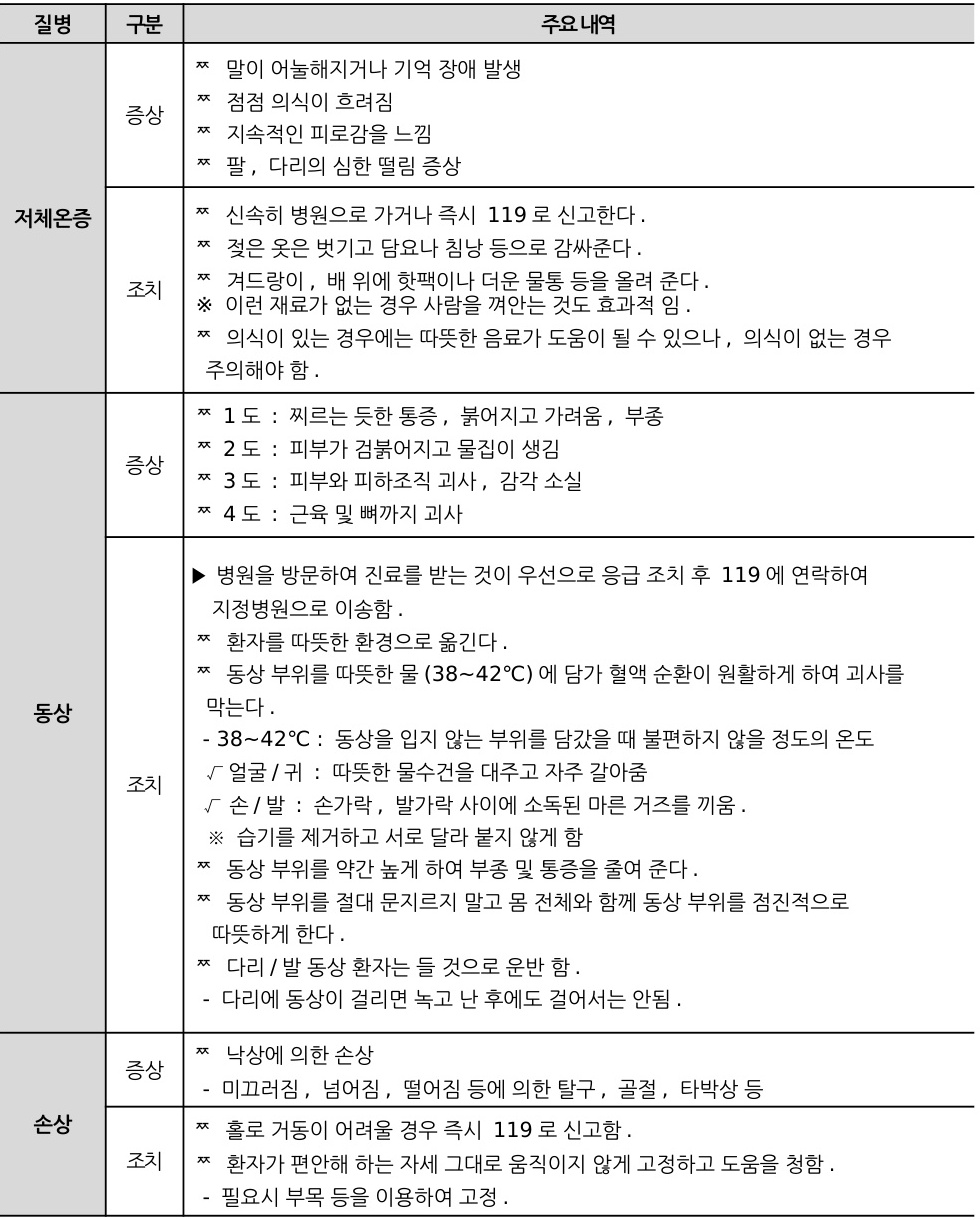 질병 구분 주요 내역
저체온증
증상
ᄍ 말이 어눌해지거나 기억 장애 발생
ᄍ 점점 의식이 흐려짐
ᄍ 지속적인 피로감을 느낌
ᄍ 팔, 다리의 심한 떨림 증상
조치
ᄍ 신속히 병원으로 가거나 즉시 119로 신고한다.
ᄍ 젖은 옷은 벗기고 담요나 침낭 등으로 감싸준다.
ᄍ 겨드랑이, 배 위에 핫팩이나 더운 물통 등을 올려 준다.
※ 이런 재료가 없는 경우 사람을 껴안는 것도 효과적 임.
ᄍ 의식이 있는 경우에는 따뜻한 음료가 도움이 될 수 있으나, 의식이 없는 경우
주의해야 함.
동상
증상
ᄍ 1도 : 찌르는 듯한 통증, 붉어지고 가려움, 부종
ᄍ 2도 : 피부가 검붉어지고 물집이 생김
ᄍ 3도 : 피부와 피하조직 괴사, 감각 소실
ᄍ 4도 : 근육 및 뼈까지 괴사
조치
▶ 병원을 방문하여 진료를 받는 것이 우선으로 응급 조치 후 119에 연락하여
지정병원으로 이송함.
ᄍ 환자를 따뜻한 환경으로 옮긴다.
ᄍ 동상 부위를 따뜻한 물(38~42℃)에 담가 혈액 순환이 원활하게 하여 괴사를
막는다.
- 38~42℃ : 동상을 입지 않는 부위를 담갔을 때 불편하지 않을 정도의 온도
√ 얼굴/귀 : 따뜻한 물수건을 대주고 자주 갈아줌
√ 손/발 : 손가락, 발가락 사이에 소독된 마른 거즈를 끼움.
※ 습기를 제거하고 서로 달라 붙지 않게 함
ᄍ 동상 부위를 약간 높게 하여 부종 및 통증을 줄여 준다.
ᄍ 동상 부위를 절대 문지르지 말고 몸 전체와 함께 동상 부위를 점진적으로
따뜻하게 한다.
ᄍ 다리/발 동상 환자는 들 것으로 운반 함.
- 다리에 동상이 걸리면 녹고 난 후에도 걸어서는 안됨.
손상
증상
ᄍ 낙상에 의한 손상
- 미끄러짐, 넘어짐, 떨어짐 등에 의한 탈구, 골절, 타박상 등
조치
ᄍ 홀로 거동이 어려울 경우 즉시 119로 신고함.
ᄍ 환자가 편안해 하는 자세 그대로 움직이지 않게 고정하고 도움을 청함.
- 필요시 부목 등을 이용하여 고정.